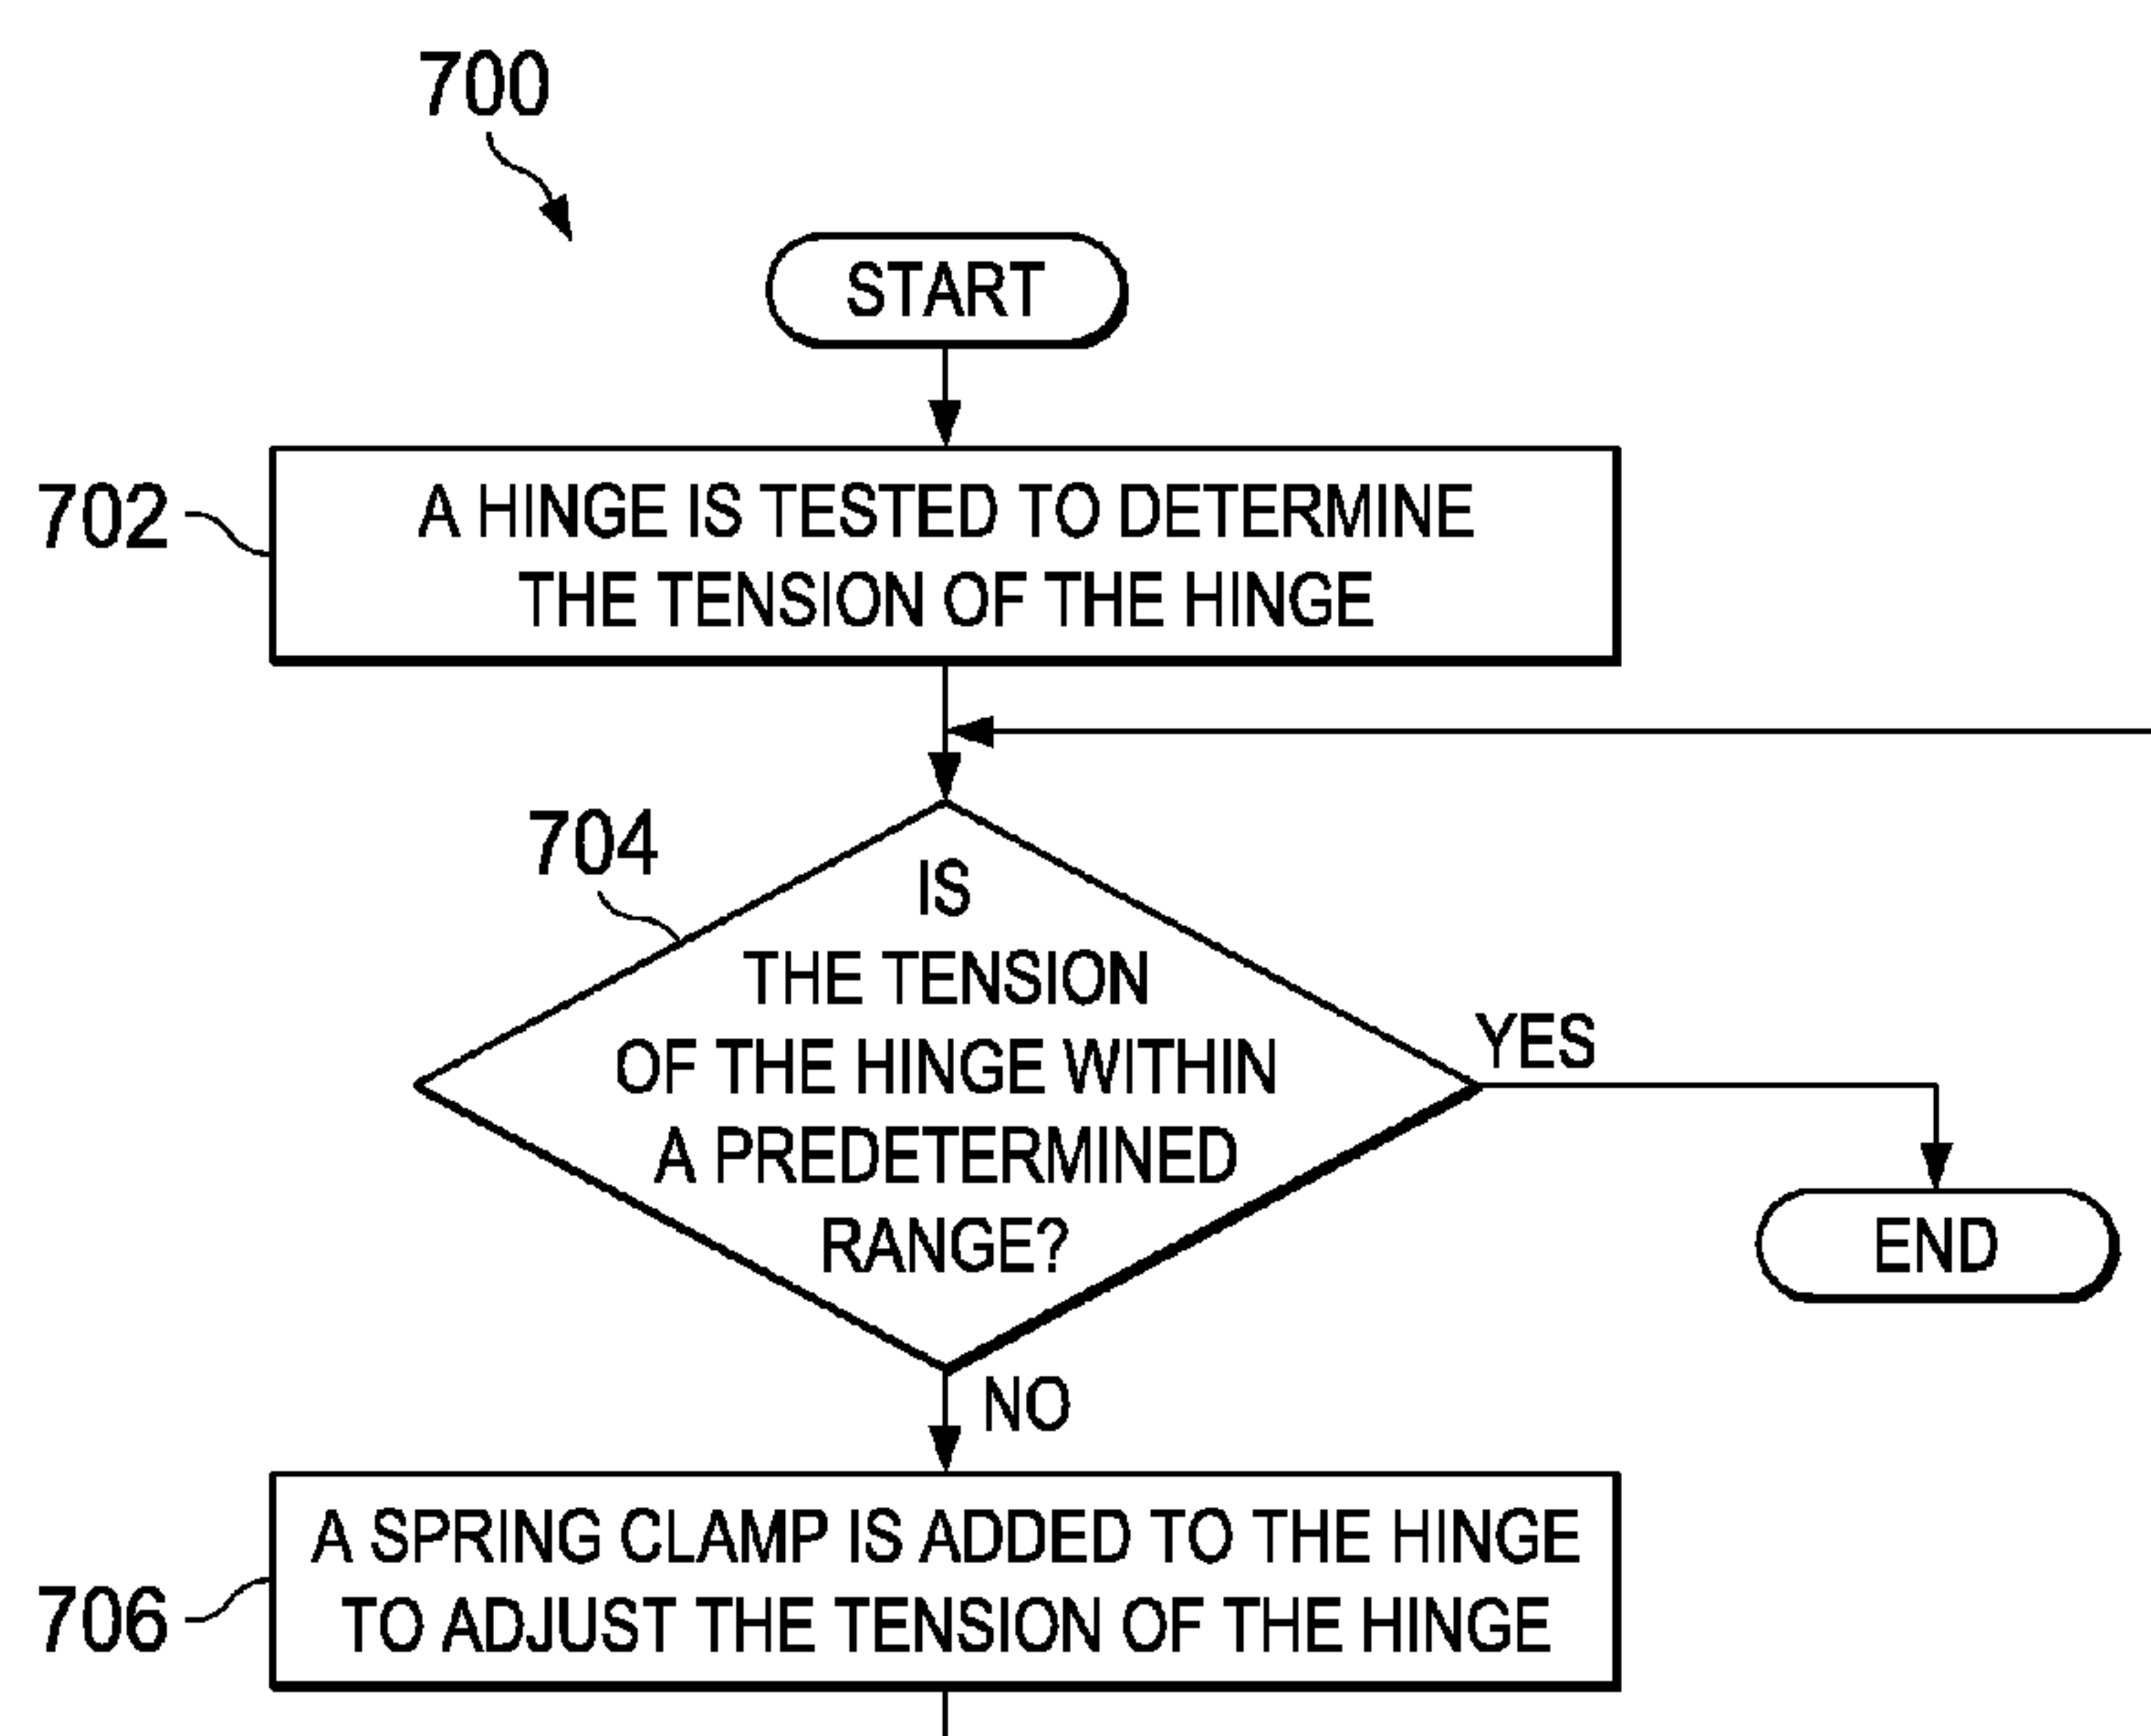 700
START
702
A HINGE IS TESTED TO DETERMINE
THE TENSION OF THE HINGE
704
IS
THE TENSION
OF THE HINGE WITHIN
A PREDETERMINED
RANGE?
YES
END
NO
706
A SPRING CLAMP IS ADDED TO THE HINGE
TO ADJUST THE TENSION OF THE HINGE